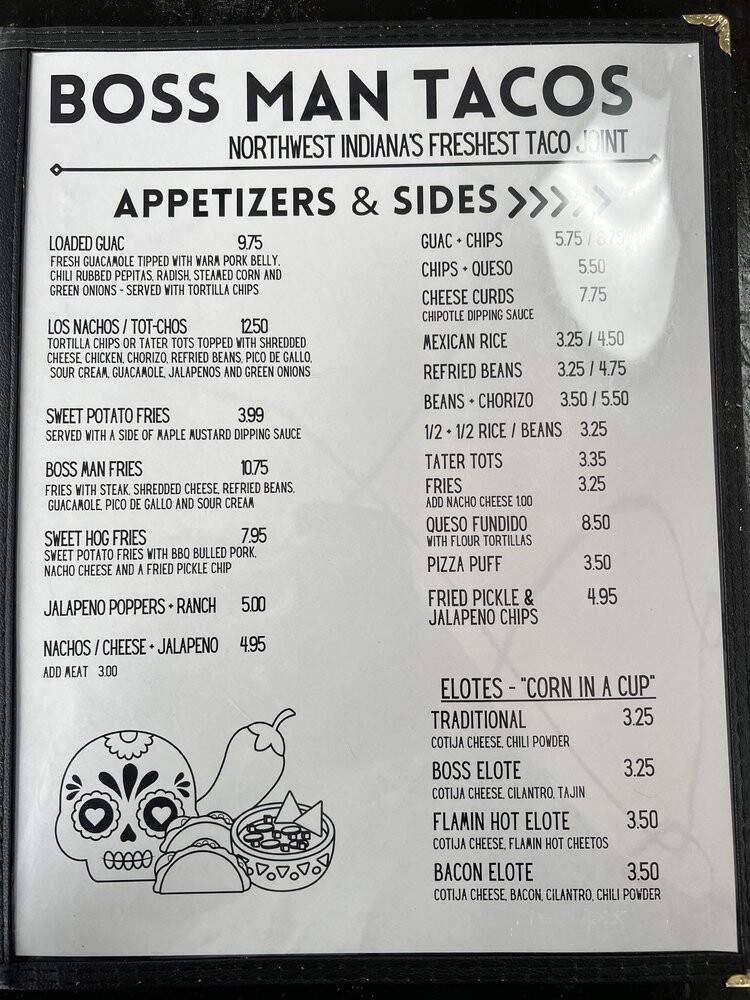 BOSS MAN TACOS
NORTHWEST INDIANA'S FRESHEST TACO JOINT
APPETIZERS & SIDES >>>>>
LOADED GUAC 9.75
FRESH GUACAMOLE TIPPED WITH WARM PORK BELLY,
CHILI RUBBED PEPITAS, RADISH, STEAMED CORN AND
GREEN ONIONS - SERVED WITH TORTILLA CHIPS
LOS NACHOS / TOT-CHOS 12.50
TORTILLA CHIPS OR TATER TOTS TOPPED WITH SHREDDED
CHEESE, CHICKEN, CHORIZO, REFRIED BEANS, PICO DE GALLO,
SOUR CREAM, GUACAMOLE, JALAPENOS AND GREEN ONIONS
SWEET POTATO FRIES 3.99
SERVED WITH A SIDE OF MAPLE MUSTARD DIPPING SAUCE
BOSS MAN FRIES 10.75
FRIES WITH STEAK, SHREDDED CHEESE, REFRIED BEANS,
GUACAMOLE, PICO DE GALLO AND SOUR CREAM
SWEET HOG FRIES 7.95
SWEET POTATO FRIES WITH BBQ BULLED PORK,
NACHO CHEESE AND A FRIED PICKLE CHIP
JALAPENO POPPERS + RANCH 5.00
NACHOS / CHEESE + JALAPENO 4.95
ADD MEAT 3.00
GUAC + CHIPS 5.75 /
CHIPS + QUESO 5.50
CHEESE CURDS 7.75
CHIPOTLE DIPPING SAUCE
MEXICAN RICE 3.25 / 4.50
REFRIED BEANS 3.25 / 4.75
BEANS + CHORIZO 3.50 / 5.50
1/2 + 1/2 RICE / BEANS 3.25
TATER TOTS 3.35
FRIES 3.25
ADD NACHO CHEESE 1.00
QUESO FUNDIDO 8.50
WITH FLOUR TORTILLAS
PIZZA PUFF 3.50
FRIED PICKLE & 4.95
JALAPENO CHIPS
ELOTES - "CORN IN A CUP"
TRADITIONAL 3.25
COTIJA CHEESE, CHILI POWDER
BOSS ELOTE 3.25
COTIJA CHEESE, CILANTRO, TAJIN
FLAMIN HOT ELOTE 3.50
COTIJA CHEESE, FLAMIN HOT CHEETOS
BACON ELOTE 3.50
COTIJA CHEESE, BACON, CILANTRO, CHILI POWDER